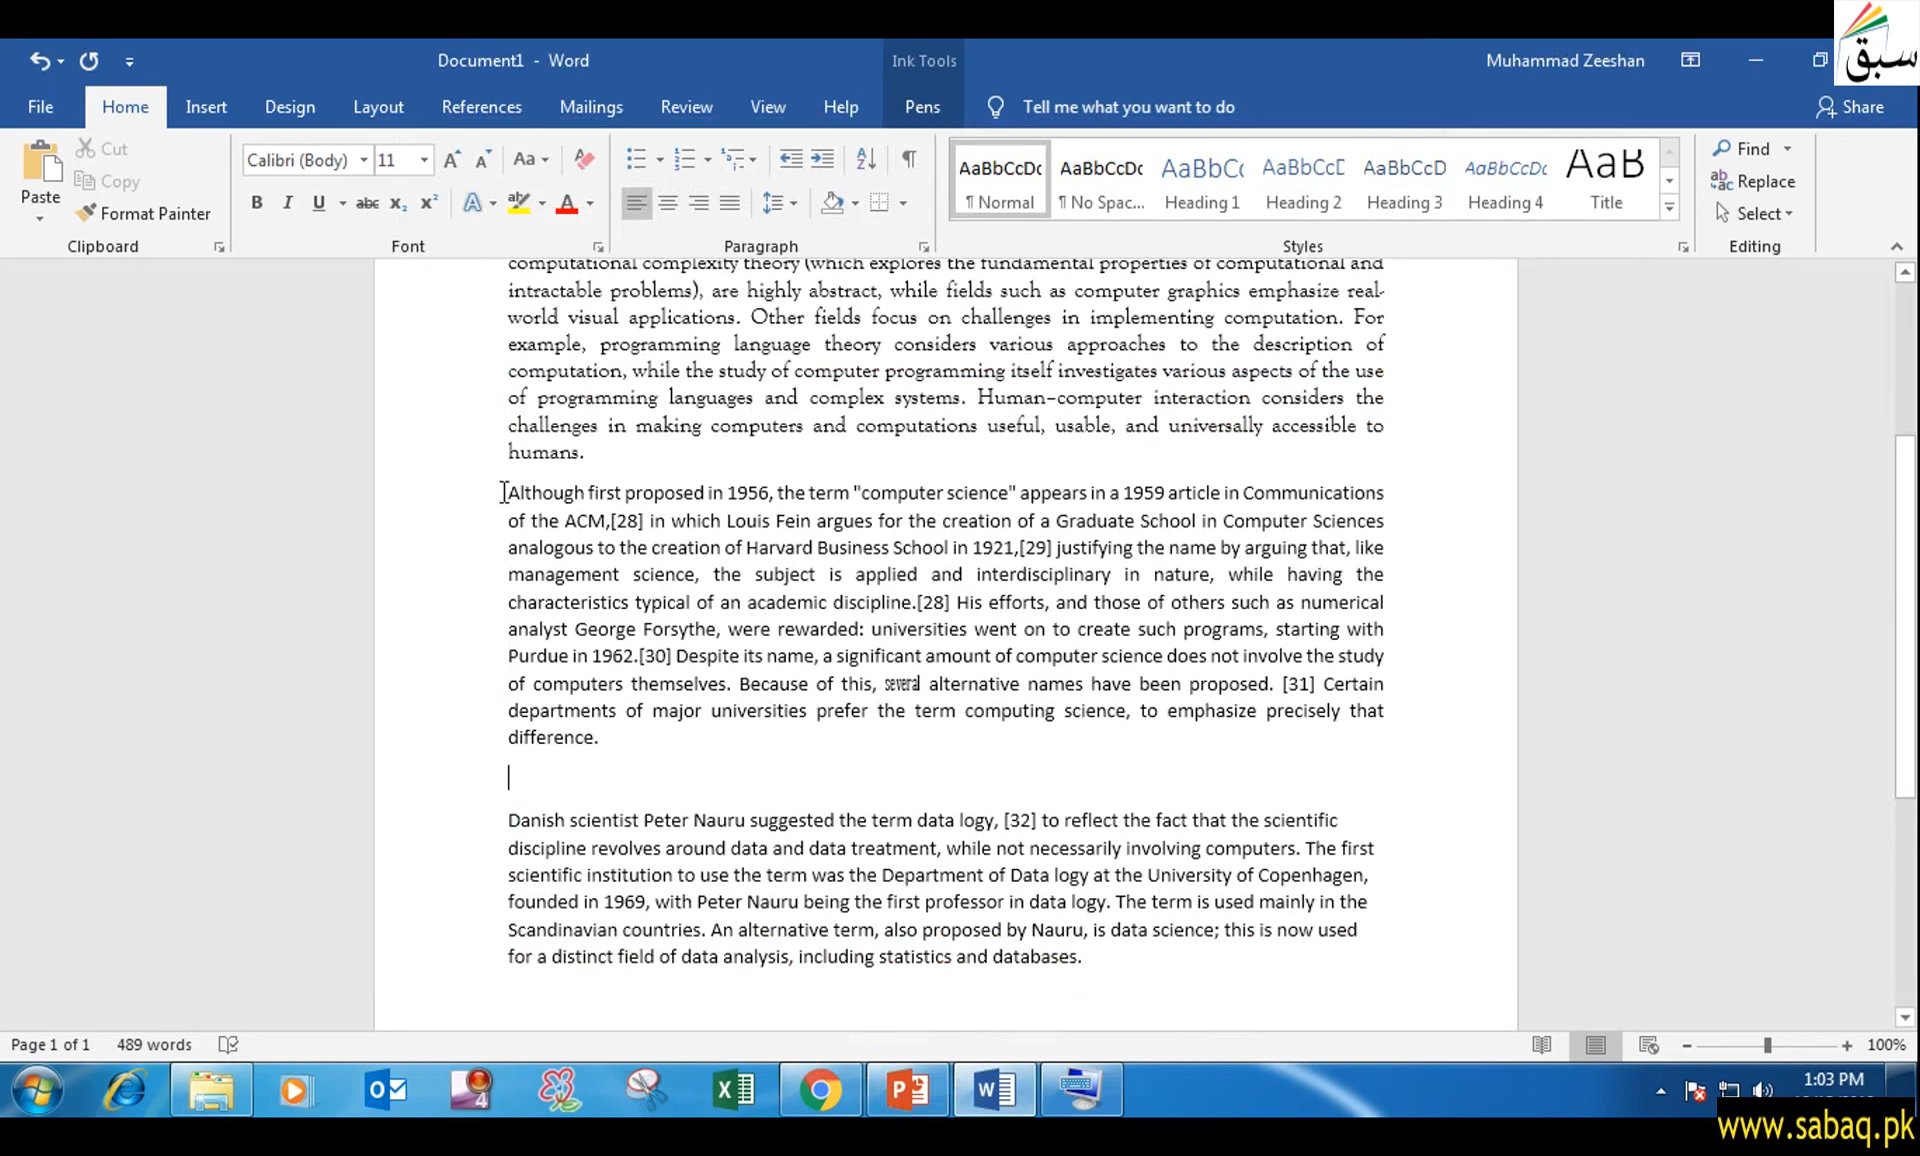 سبق
Document1 - Word
Ink Tools
Muhammad Zeeshan
File
Home
Insert
Design
Layout
References
Mailings
Review
View
Help
Pens
Tell me what you want to do
Share
Cut
Copy
Format Painter
Paste
Clipboard
Calibri (Body)
11
Aa
B I U abc x₂ x²
A
Font
Paragraph
AaBbCcDc
¶ Normal
AaBbCcDc
¶ No Spac...
AaBbCc
Heading 1
AaBbCcE
Heading 2
AaBbCcD
Heading 3
AaBbCcDc
Heading 4
AaB
Title
Styles
Find
Replace
Select
Editing
computational complexity theory (which explores the fundamental properties of computational and
intractable problems), are highly abstract, while fields such as computer graphics emphasize real-
world visual applications. Other fields focus on challenges in implementing computation. For
example, programming language theory considers various approaches to the description of
computation, while the study of computer programming itself investigates various aspects of the use
of programming languages and complex systems. Human–computer interaction considers the
challenges in making computers and computations useful, usable, and universally accessible to
humans.
Although first proposed in 1956, the term "computer science" appears in a 1959 article in Communications
of the ACM,[28] in which Louis Fein argues for the creation of a Graduate School in Computer Sciences
analogous to the creation of Harvard Business School in 1921,[29] justifying the name by arguing that, like
management science, the subject is applied and interdisciplinary in nature, while having the
characteristics typical of an academic discipline.[28] His efforts, and those of others such as numerical
analyst George Forsythe, were rewarded: universities went on to create such programs, starting with
Purdue in 1962.[30] Despite its name, a significant amount of computer science does not involve the study
of computers themselves. Because of this, several alternative names have been proposed. [31] Certain
departments of major universities prefer the term computing science, to emphasize precisely that
difference.
Danish scientist Peter Nauru suggested the term data logy, [32] to reflect the fact that the scientific
discipline revolves around data and data treatment, while not necessarily involving computers. The first
scientific institution to use the term was the Department of Data logy at the University of Copenhagen,
founded in 1969, with Peter Nauru being the first professor in data logy. The term is used mainly in the
Scandinavian countries. An alternative term, also proposed by Nauru, is data science; this is now used
for a distinct field of data analysis, including statistics and databases.
Page 1 of 1 489 words
100%
1:03 PM
www.sabaq.pk